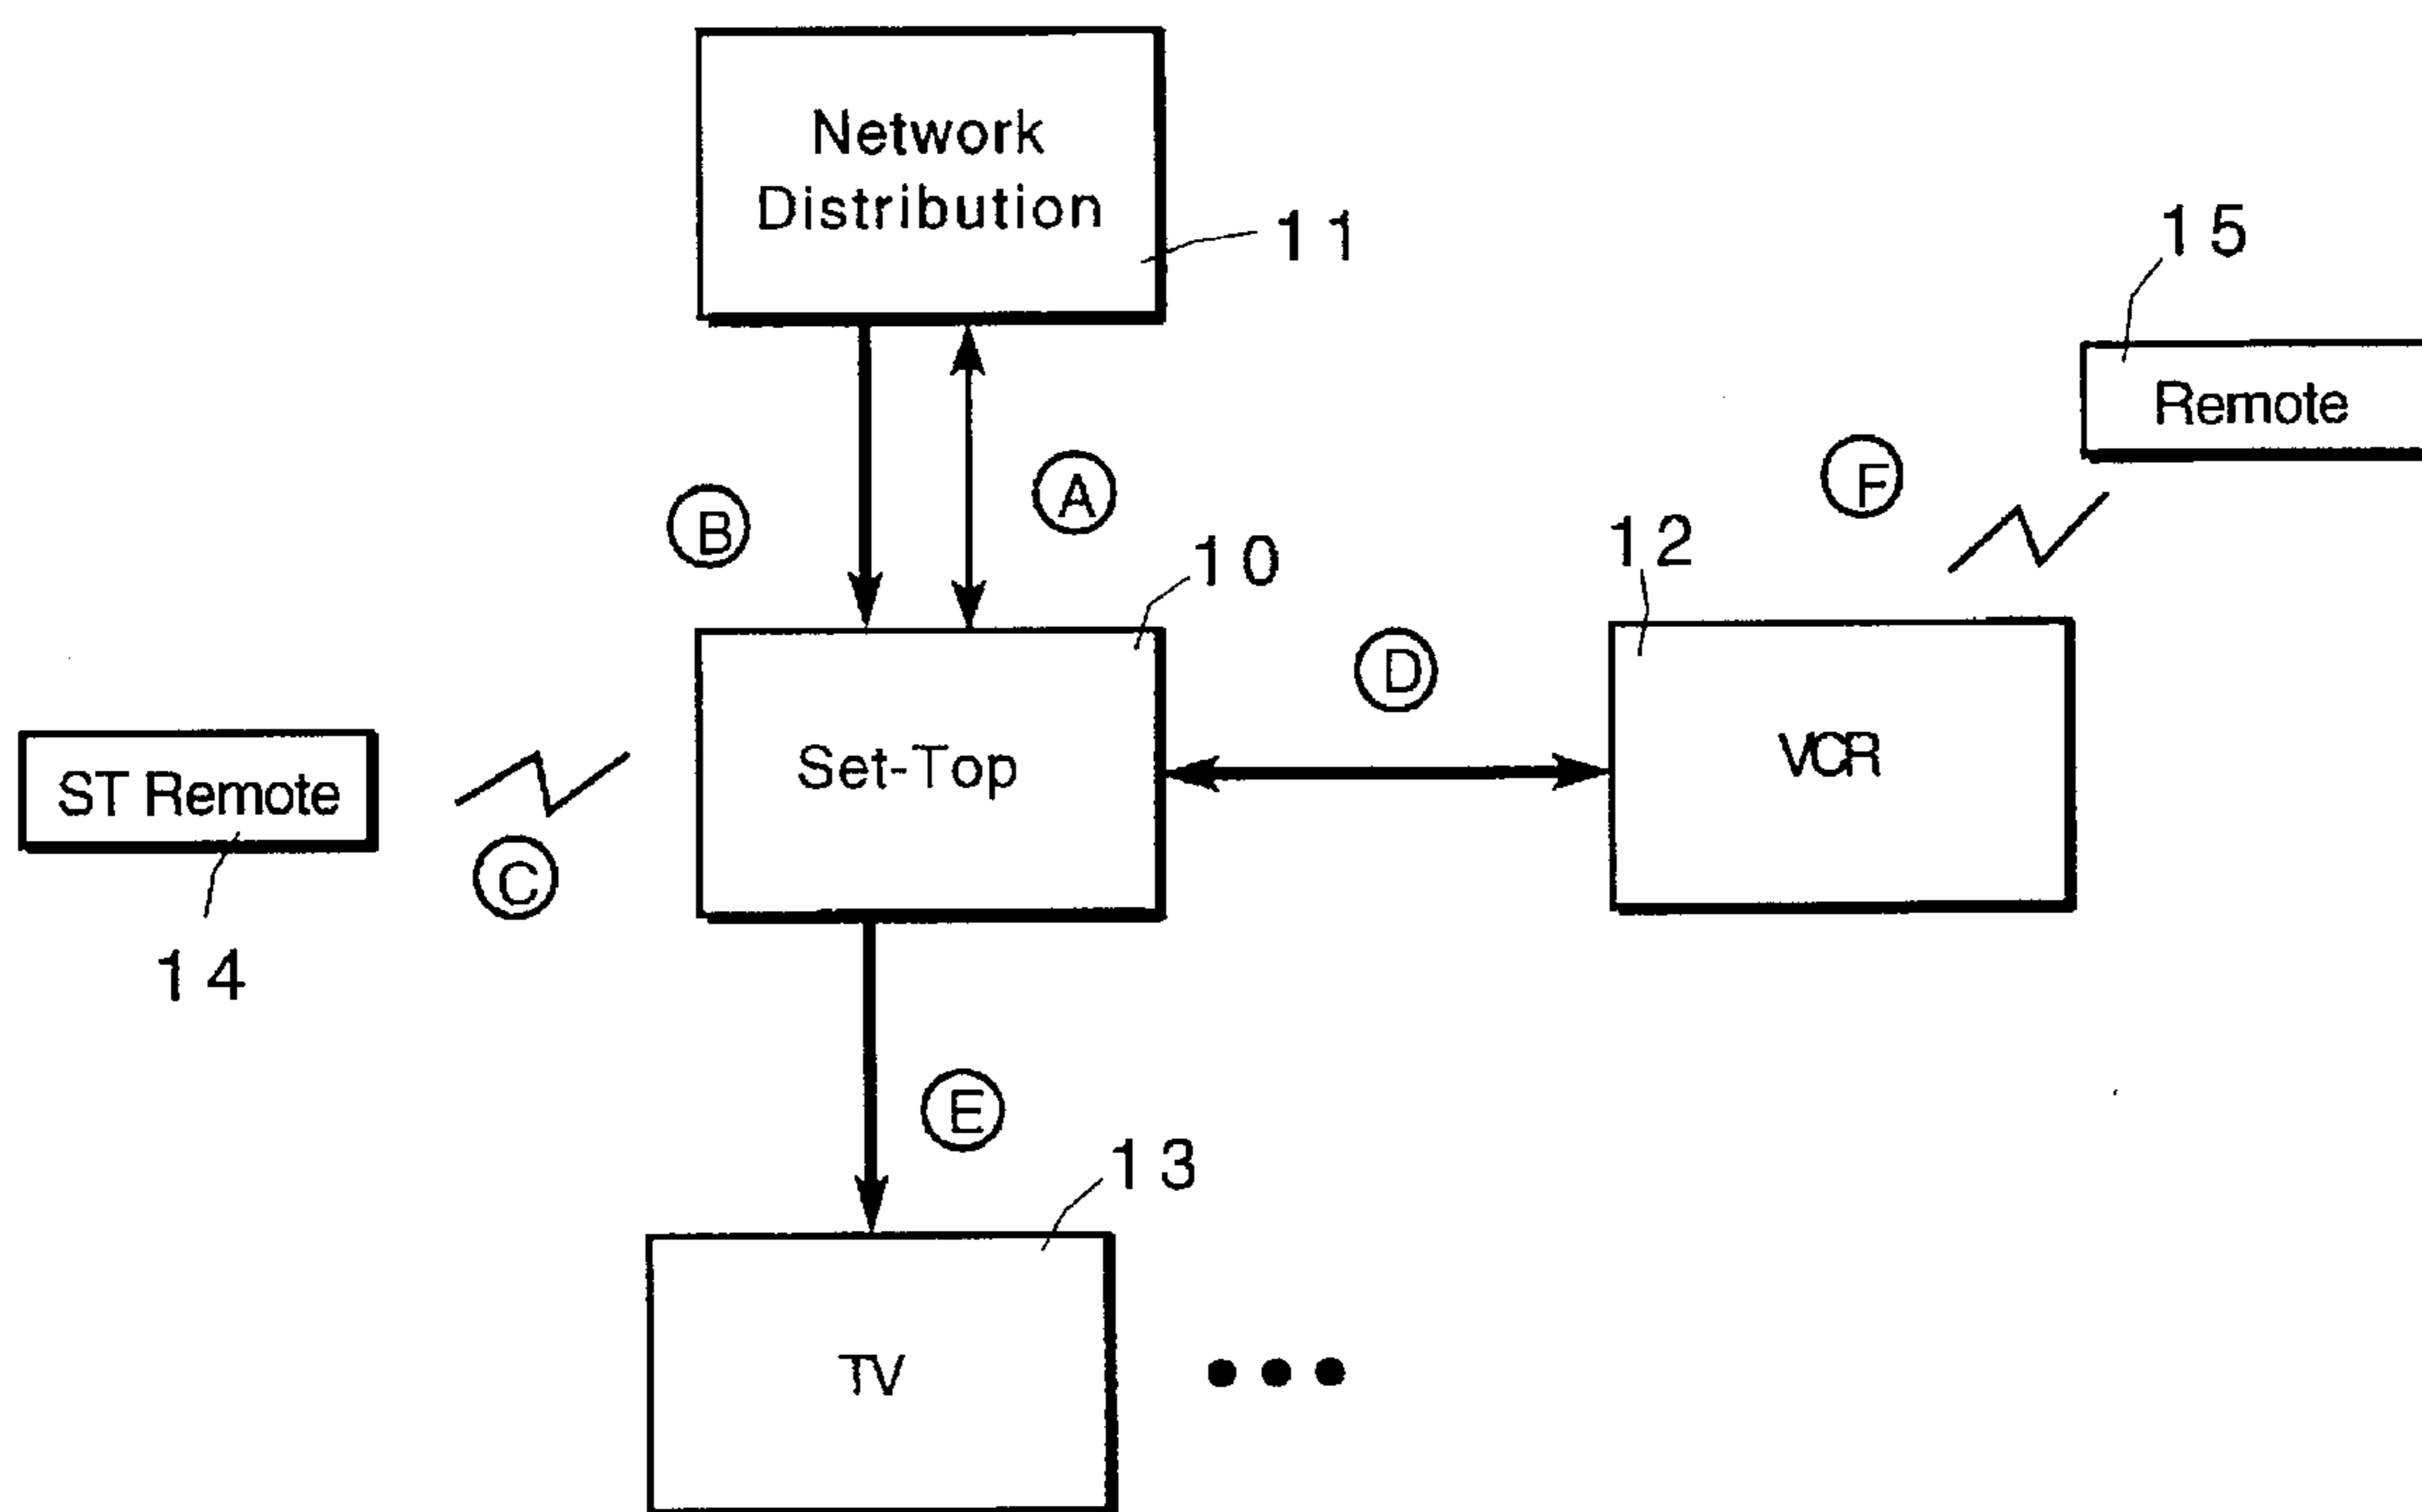 Network
Distribution
11
15
Remote
F
A
B
10
12
D
VCR
Set-Top
ST Remote
C
14
E
13
TV